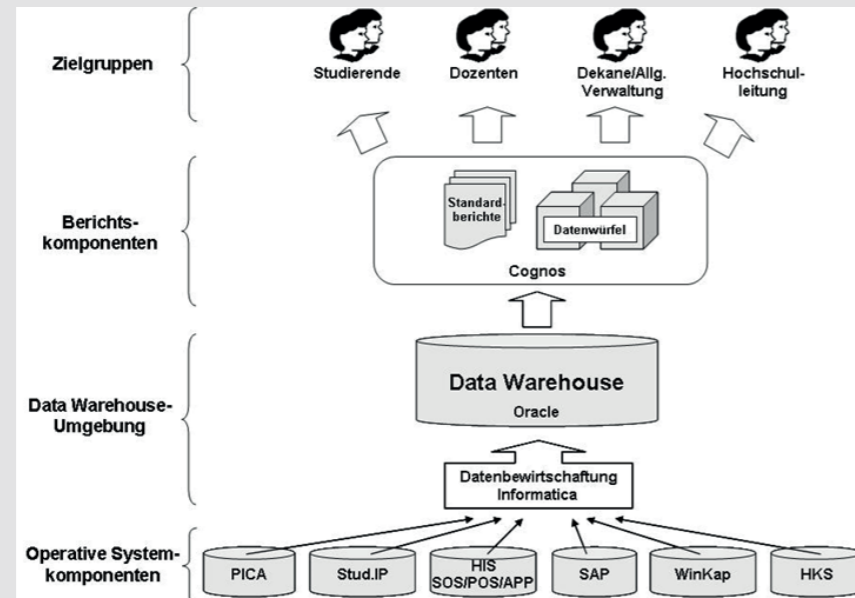 Zielgruppen
Studierende
Dozenten
Dekane/Allg.
Verwaltung
Hochschul-
leitung
Berichts-
komponenten
Standard-
berichte
Datenwürfel
Cognos
Data Warehouse-
Umgebung
Data Warehouse
Oracle
Datenbewirtschaftung
Informatica
Operative System-
komponenten
PICA
Stud.IP
HIS
SOS/POS/APP
SAP
WinKap
HKS